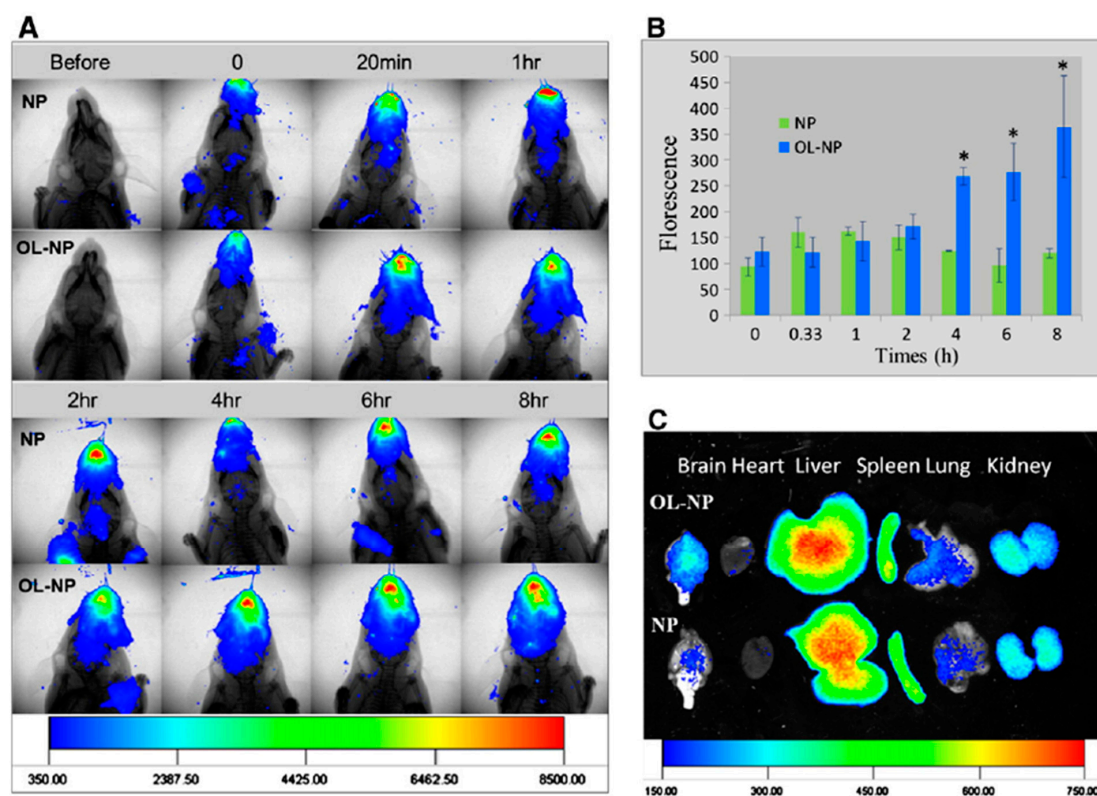 A
Before 0 20min 1hr
NP
OL-NP
2hr 4hr 6hr 8hr
NP
OL-NP
350.00 2387.50 4425.00 6462.50 8500.00
B
500
450
400
350
300
250
200
150
100
50
0
Florescence
NP
OL-NP
* * *
0 0.33 1 2 4 6 8
Times (h)
C
Brain Heart Liver Spleen Lung Kidney
OL-NP
NP
150.00 300.00 450.00 600.00 750.00